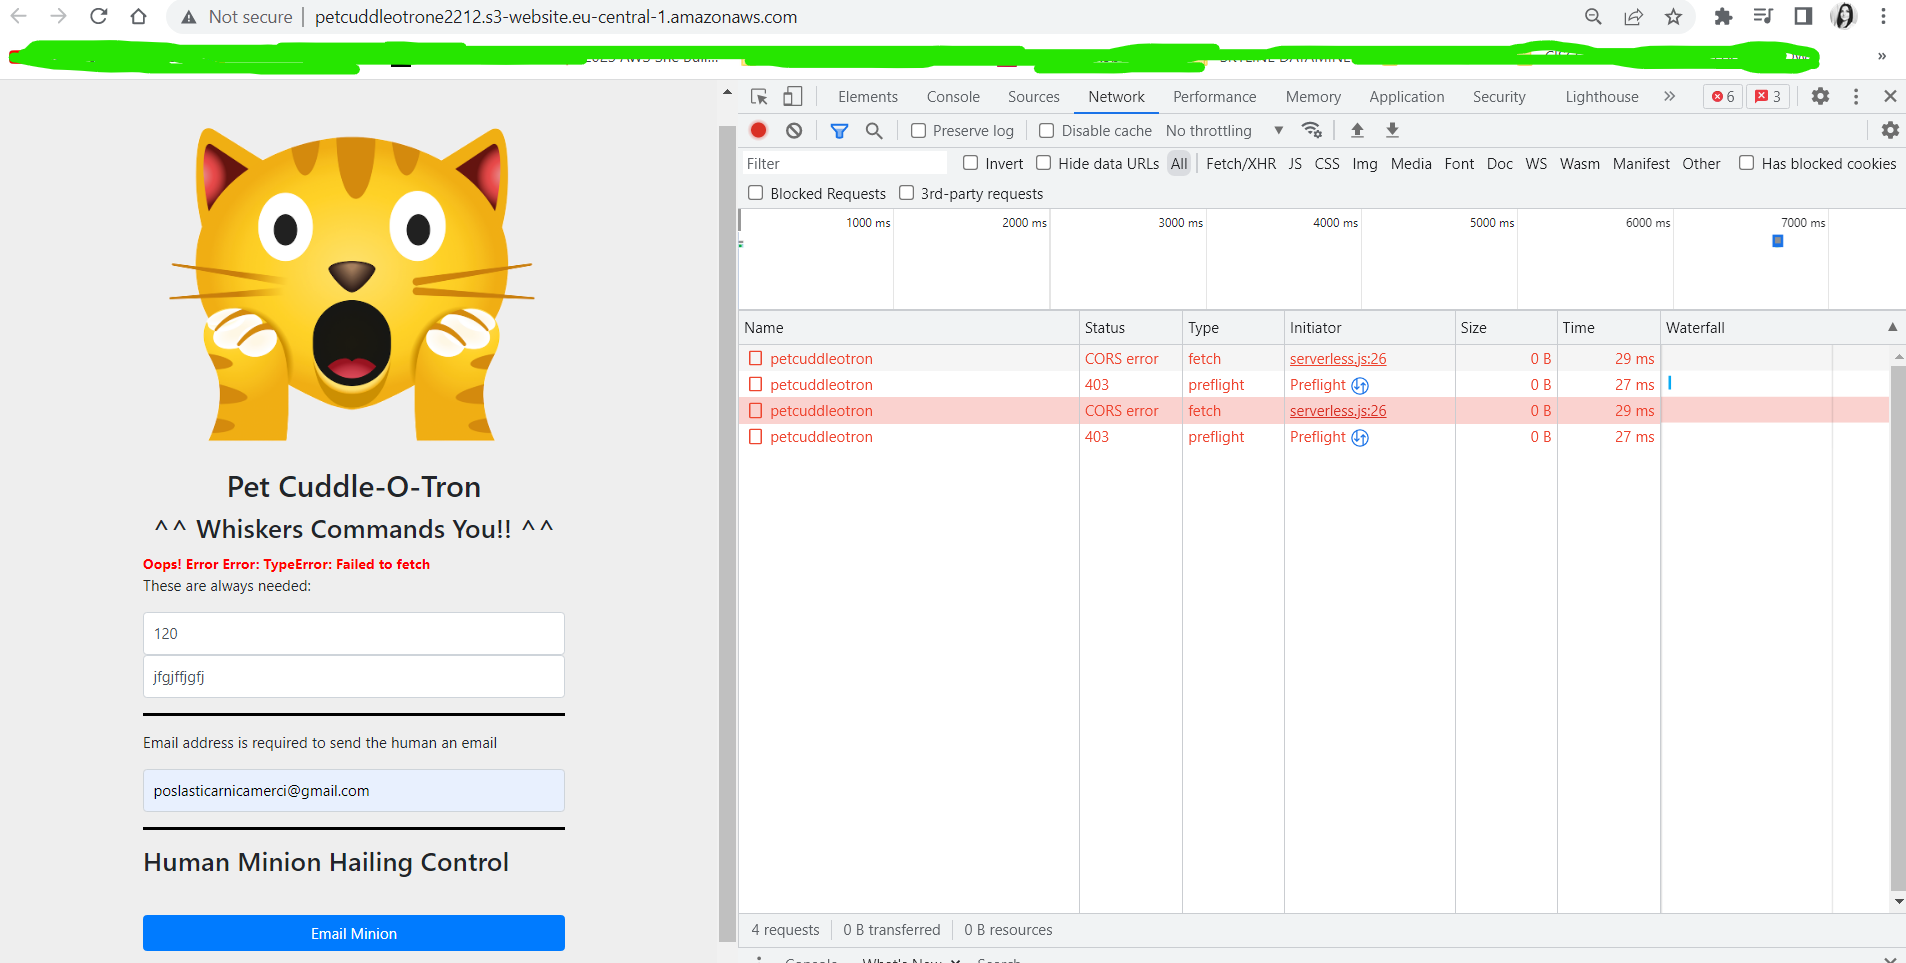 Not secure | petcuddleotrone2212.s3-website.eu-central-1.amazonaws.com
»
Elements Console Sources Network Performance Memory Application Security Lighthouse » 6 3
Preserve log Disable cache No throttling
Filter Invert Hide data URLs All Fetch/XHR JS CSS Img Media Font Doc WS Wasm Manifest Other Has blocked cookies
Blocked Requests 3rd-party requests
1000 ms 2000 ms 3000 ms 4000 ms 5000 ms 6000 ms 7000 ms
Name Status Type Initiator Size Time Waterfall
petcuddleotron CORS error fetch serverless.js:26 0 B 29 ms
petcuddleotron 403 preflight Preflight 0 B 27 ms
petcuddleotron CORS error fetch serverless.js:26 0 B 29 ms
petcuddleotron 403 preflight Preflight 0 B 27 ms
4 requests 0 B transferred 0 B resources
Console What's New Search
Pet Cuddle-O-Tron
^^ Whiskers Commands You!! ^^
Oops! Error Error: TypeError: Failed to fetch
These are always needed:
120
jfgjffjgfj
Email address is required to send the human an email
poslasticarnicamerci@gmail.com
Human Minion Hailing Control
Email Minion